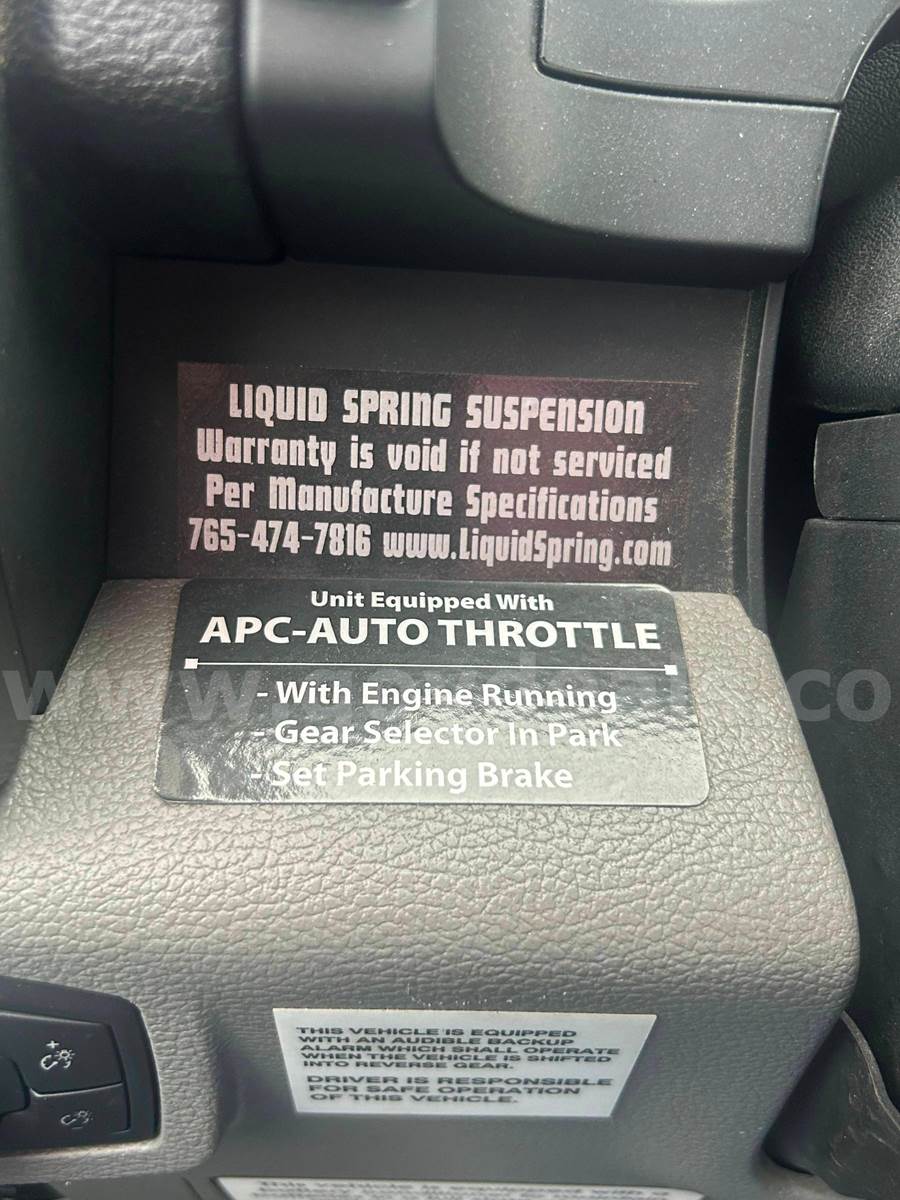 LIQUID SPRING SUSPENSION
Warranty is void if not serviced
Per Manufacture Specifications
765-474-7816 www.LiquidSpring.com
Unit Equipped With
APC-AUTO THROTTLE
- With Engine Running
- Gear Selector In Park
- Set Parking Brake
THIS VEHICLE IS EQUIPPED
WITH AN AUDIBLE BACKUP
ALARM WHICH SHALL OPERATE
WHEN THE VEHICLE IS SHIFTED
INTO REVERSE GEAR.
DRIVER IS RESPONSIBLE
FOR SAFE OPERATION
OF THIS VEHICLE.
This vehicle is